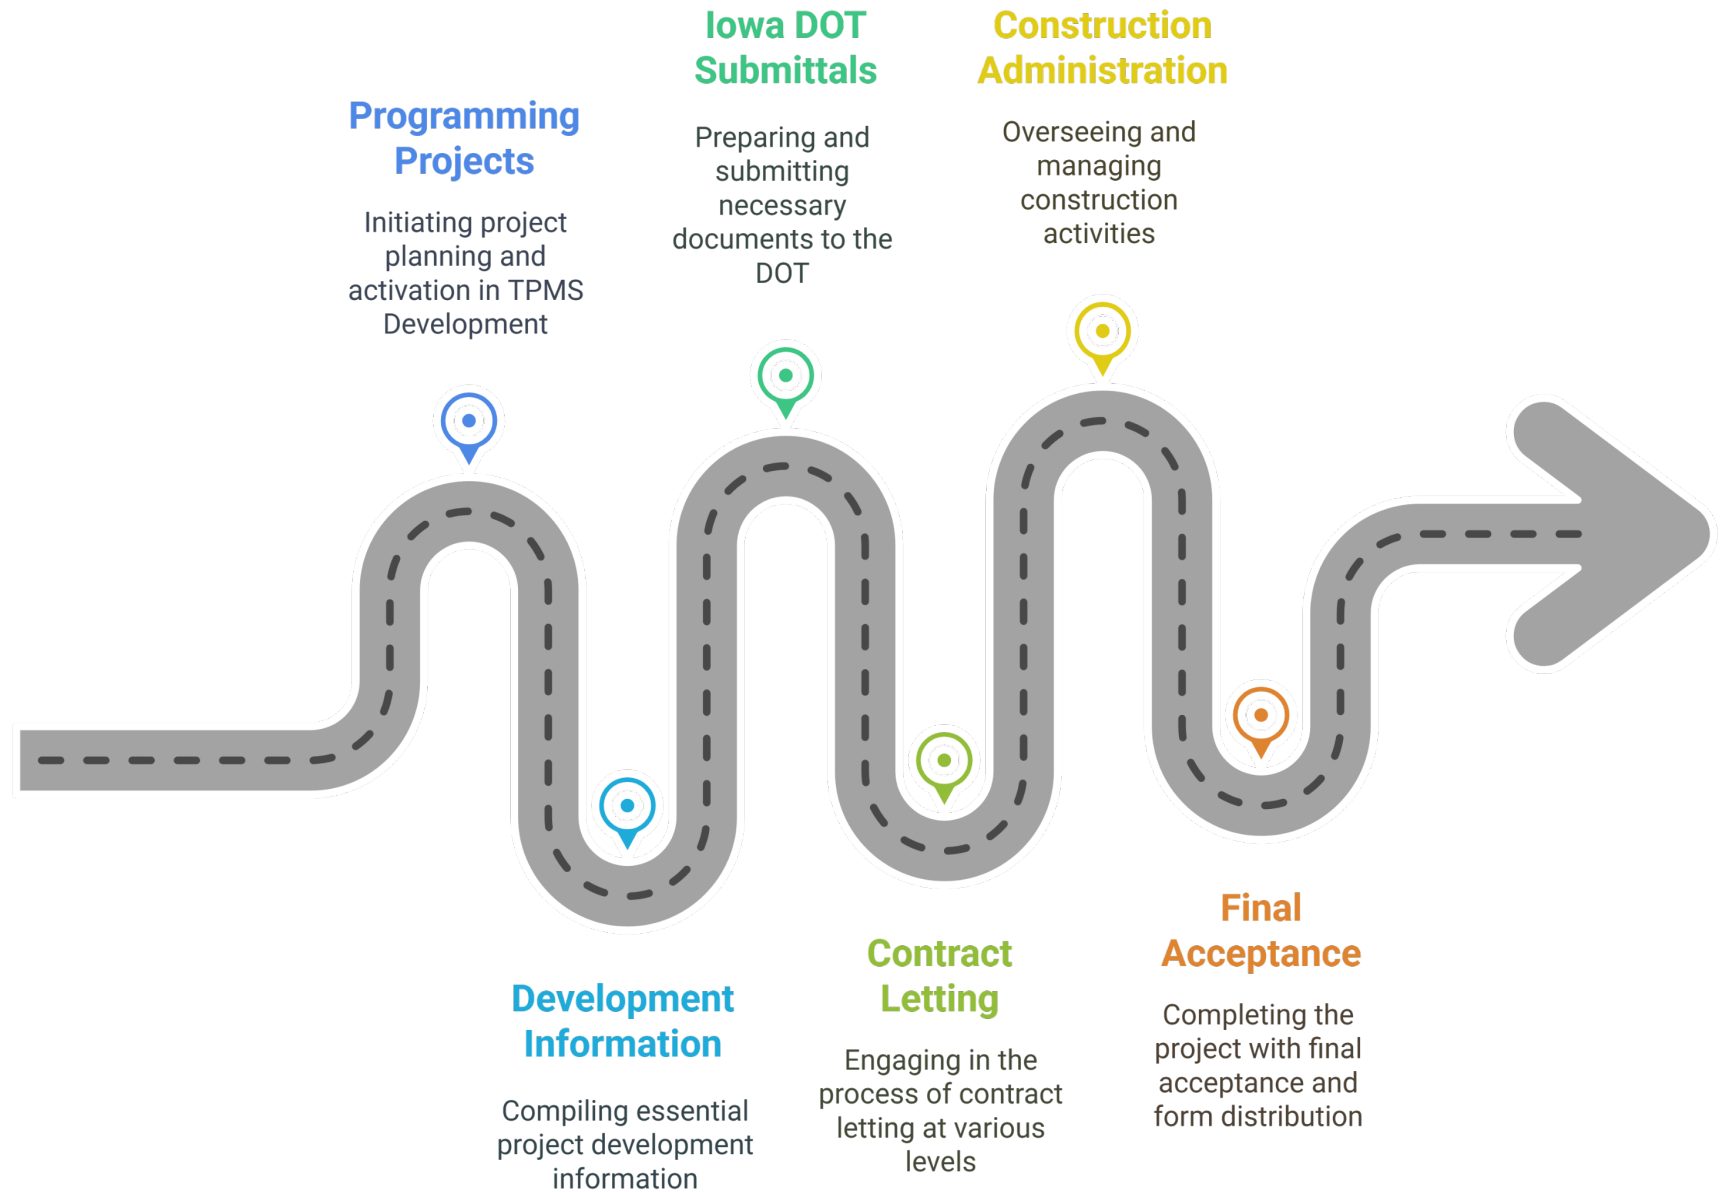 Programming
Projects
Initiating project
planning and
activation in TPMS
Development
Development
Information
Compiling essential
project development
information
Iowa DOT
Submittals
Preparing and
submitting
necessary
documents to the
DOT
Contract
Letting
Engaging in the
process of contract
letting at various
levels
Construction
Administration
Overseeing and
managing
construction
activities
Final
Acceptance
Completing the
project with final
acceptance and
form distribution